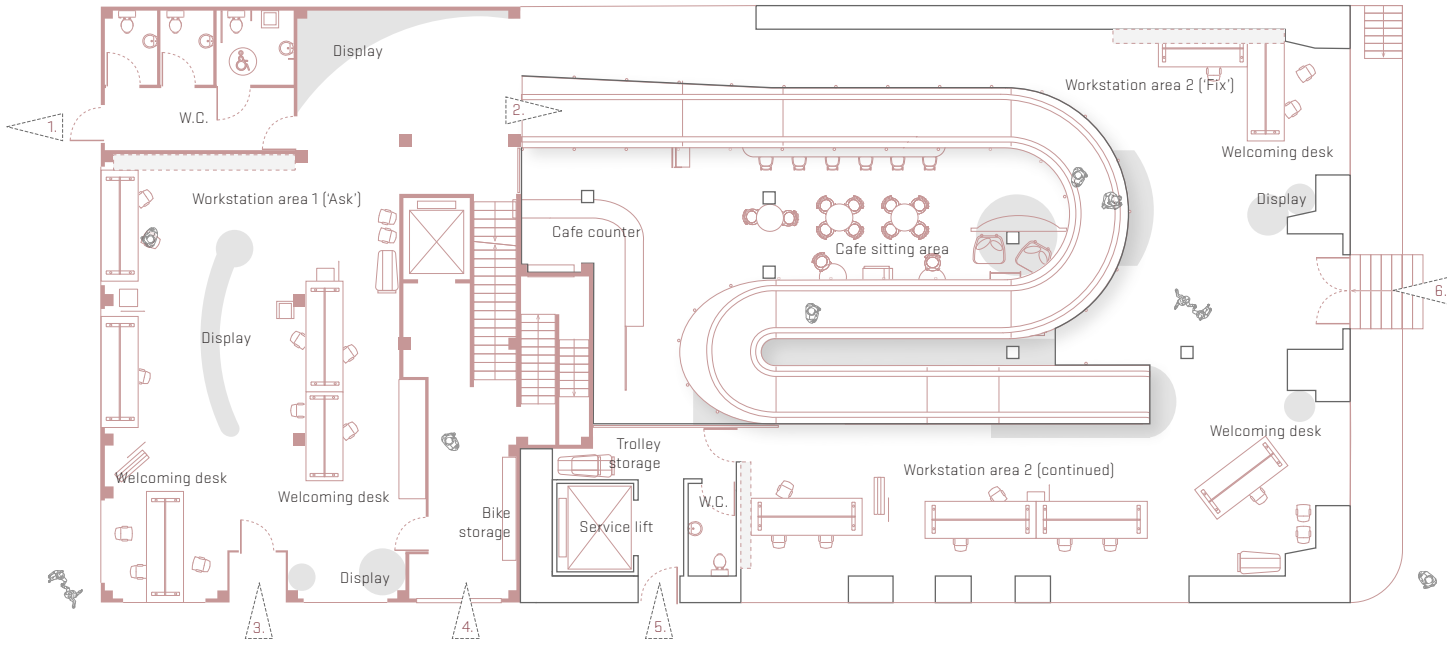 Display
Workstation area 2 ('Fix')
1.
2.
W.C.
Welcoming desk
Workstation area 1 ('Ask')
Display
Cafe counter
Cafe sitting area
6.
Display
Welcoming desk
Trolley
storage
Workstation area 2 (continued)
Welcoming desk
Welcoming desk
W.C.
Bike
storage
Service lift
Display
3.
4.
5.